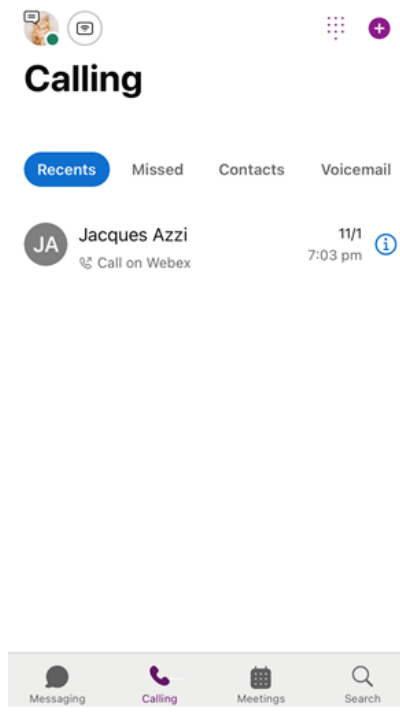 Calling
Recents Missed Contacts Voicemail
JA Jacques Azzi 11/1
Call on Webex 7:03 pm
Messaging Calling Meetings Search